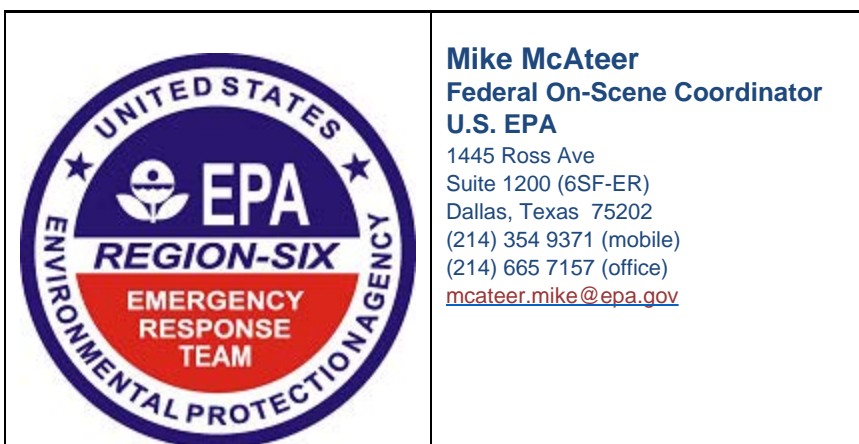 UNITED STATES
EPA
REGION-SIX
EMERGENCY
RESPONSE
TEAM
ENVIRONMENTAL PROTECTION AGENCY
Mike McAteer
Federal On-Scene Coordinator
U.S. EPA
1445 Ross Ave
Suite 1200 (6SF-ER)
Dallas, Texas  75202
(214) 354 9371 (mobile)
(214) 665 7157 (office)
mcateer.mike@epa.gov